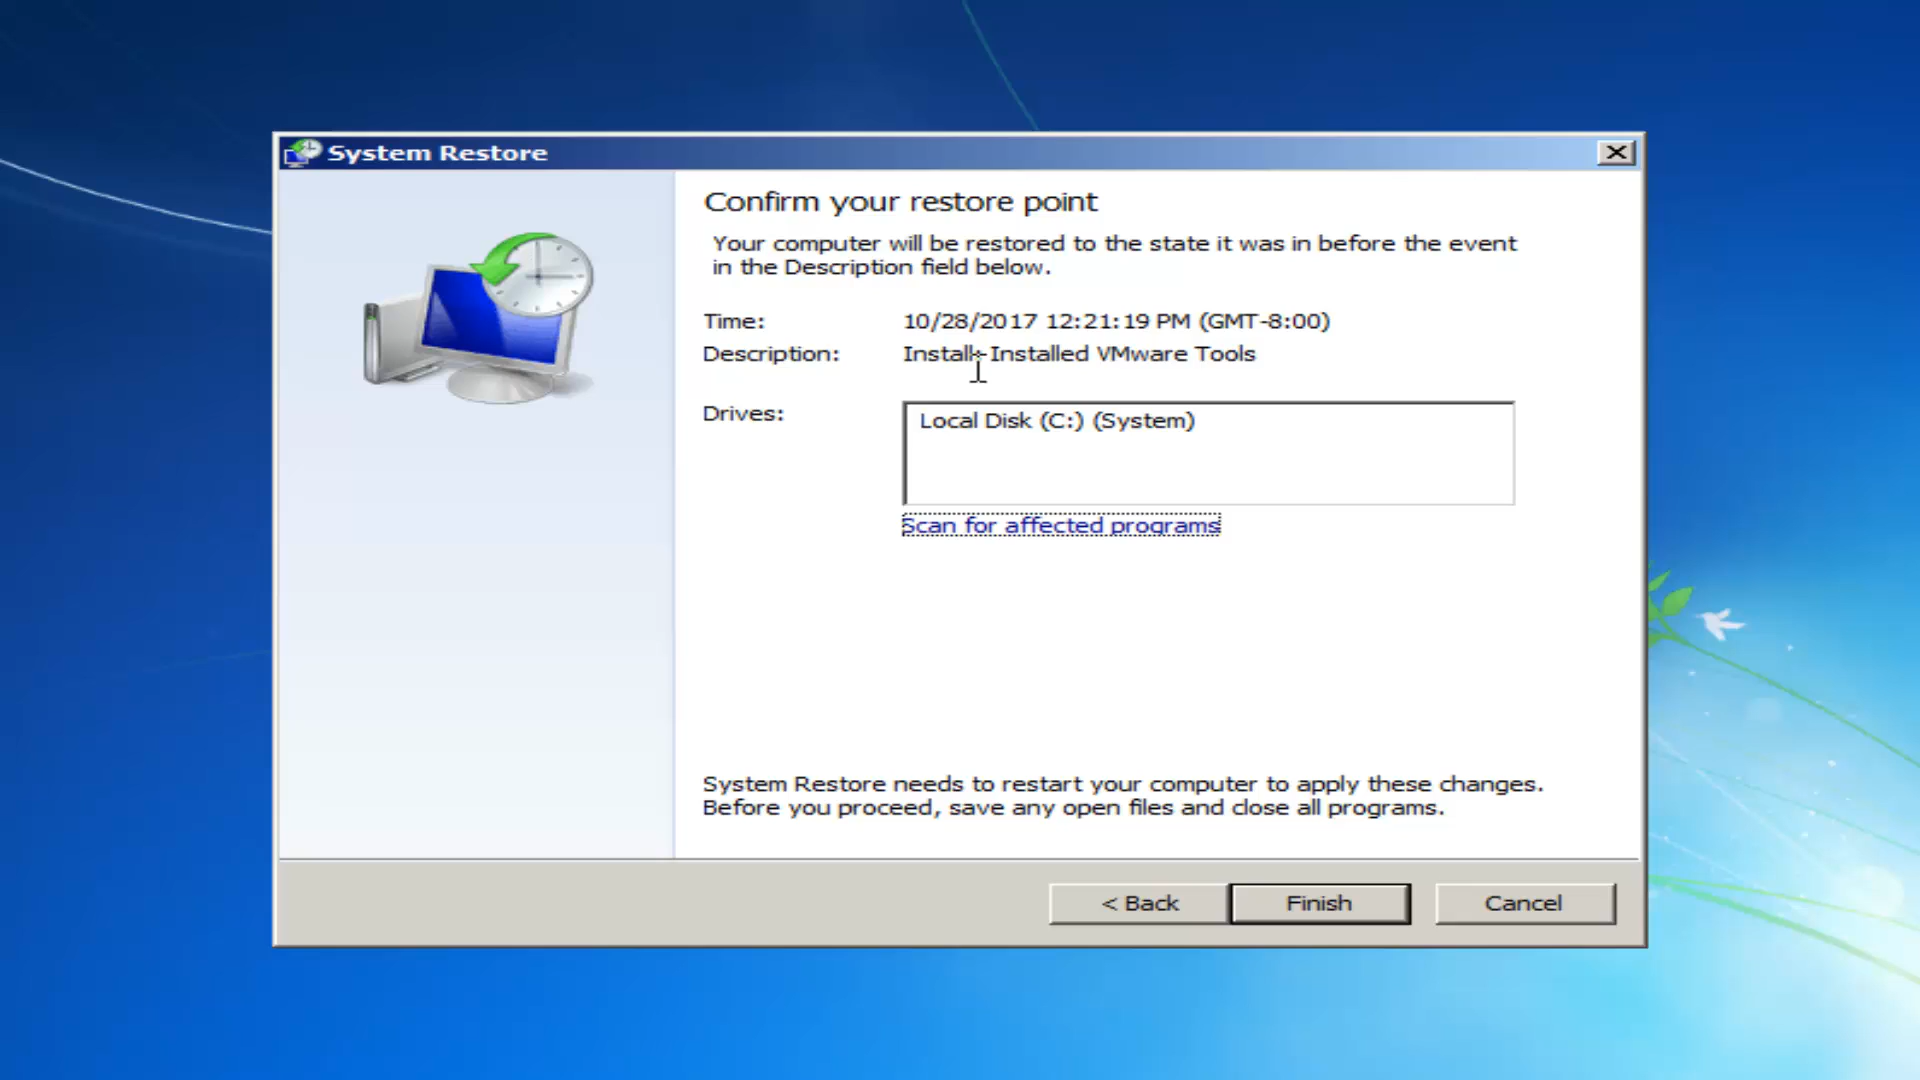 System Restore
Confirm your restore point
Your computer will be restored to the state it was in before the event
in the Description field below.
Time: 10/28/2017 12:21:19 PM (GMT-8:00)
Description: Install: Installed VMware Tools
Drives: Local Disk (C:) (System)
Scan for affected programs
System Restore needs to restart your computer to apply these changes.
Before you proceed, save any open files and close all programs.
< Back Finish Cancel